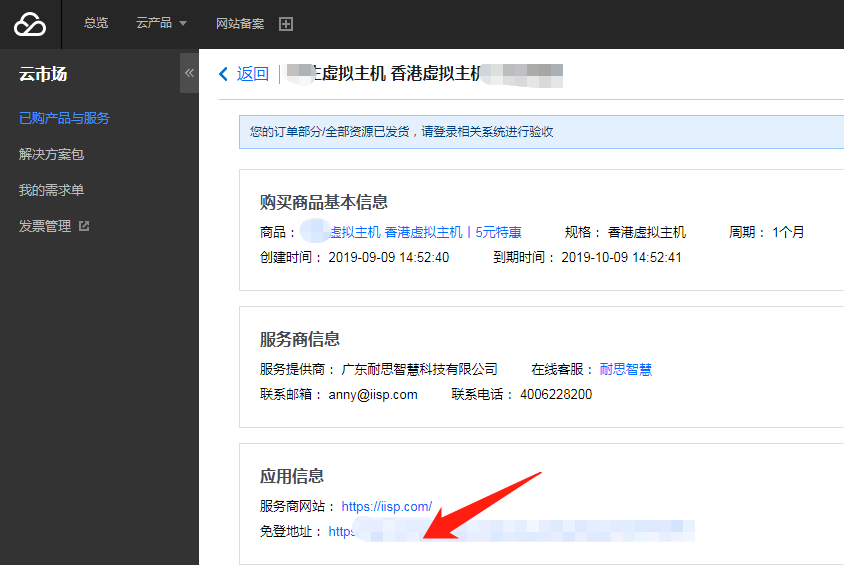 总览 云产品 网站备案
云市场
已购产品与服务
解决方案包
我的需求单
发票管理
返回 主虚拟主机 香港虚拟主机
您的订单部分/全部资源已发货，请登录相关系统进行验收
购买商品基本信息
商品： 虚拟主机 香港虚拟主机丨5元特惠 规格： 香港虚拟主机 周期： 1个月
创建时间： 2019-09-09 14:52:40 到期时间： 2019-10-09 14:52:41
服务商信息
服务提供商： 广东耐思智慧科技有限公司 在线客服： 耐思智慧
联系邮箱： anny@iisp.com 联系电话： 4006228200
应用信息
服务商网站： https://iisp.com/
免登地址： https